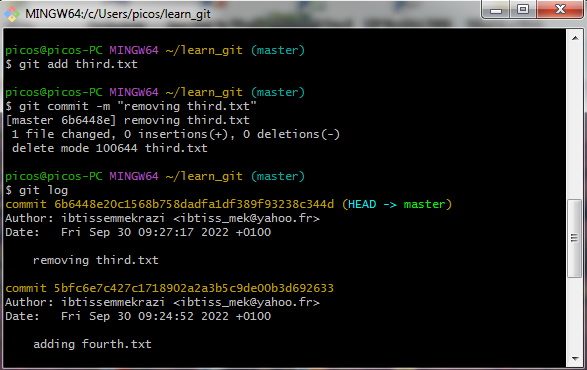 MINGW64:/c/Users/picos/learn_git
picos@picos-PC MINGW64 ~/learn_git (master)
$ git add third.txt
picos@picos-PC MINGW64 ~/learn_git (master)
$ git commit -m "removing third.txt"
[master 6b6448e] removing third.txt
 1 file changed, 0 insertions(+), 0 deletions(-)
 delete mode 100644 third.txt
picos@picos-PC MINGW64 ~/learn_git (master)
$ git log
commit 6b6448e20c1568b758dadfa1df389f93238c344d (HEAD -> master)
Author: ibtissemmekrazi <ibtiss_mek@yahoo.fr>
Date:   Fri Sep 30 09:27:17 2022 +0100
    removing third.txt
commit 5bfc6e7c427c1718902a2a3b5c9de00b3d692633
Author: ibtissemmekrazi <ibtiss_mek@yahoo.fr>
Date:   Fri Sep 30 09:24:52 2022 +0100
    adding fourth.txt